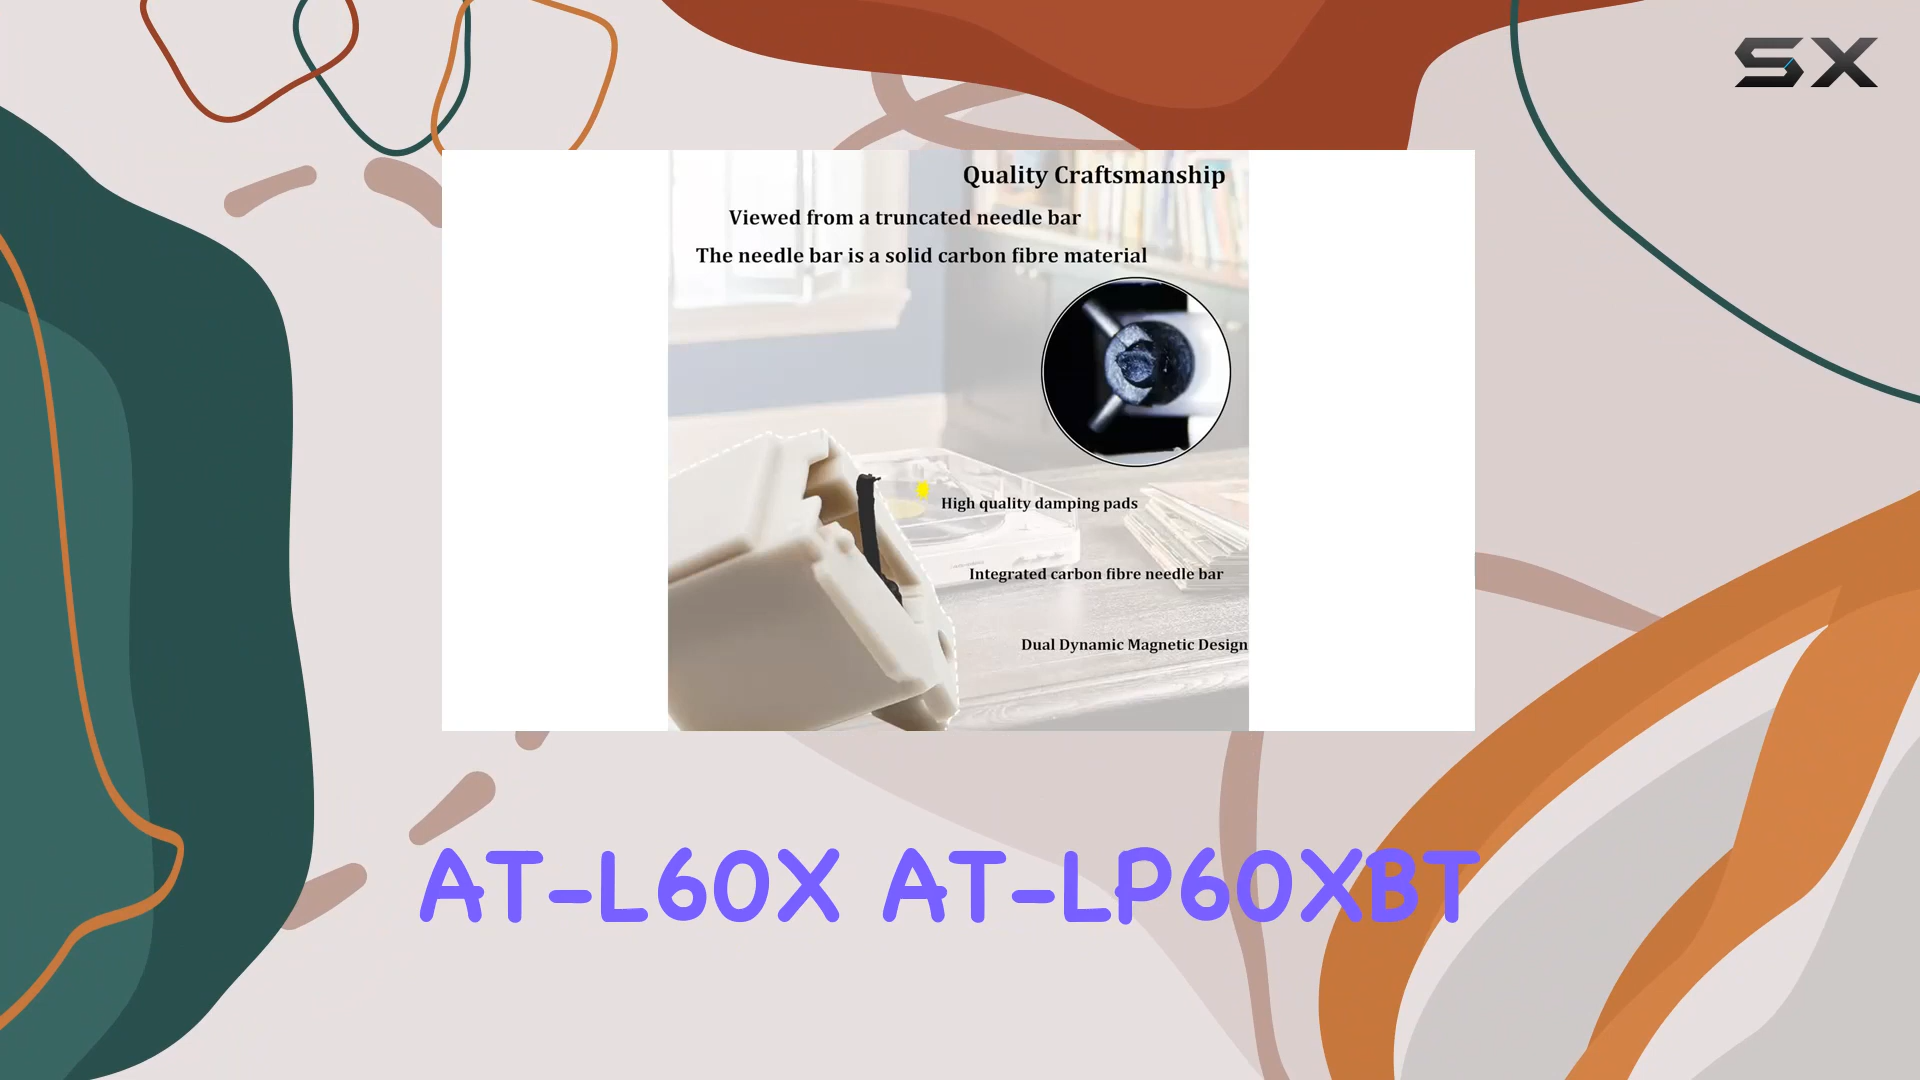 SX
Quality Craftsmanship
Viewed from a truncated needle bar
The needle bar is a solid carbon fibre material
High quality damping pads
Integrated carbon fibre needle bar
Dual Dynamic Magnetic Design
AT-L60X AT-LP60XBT